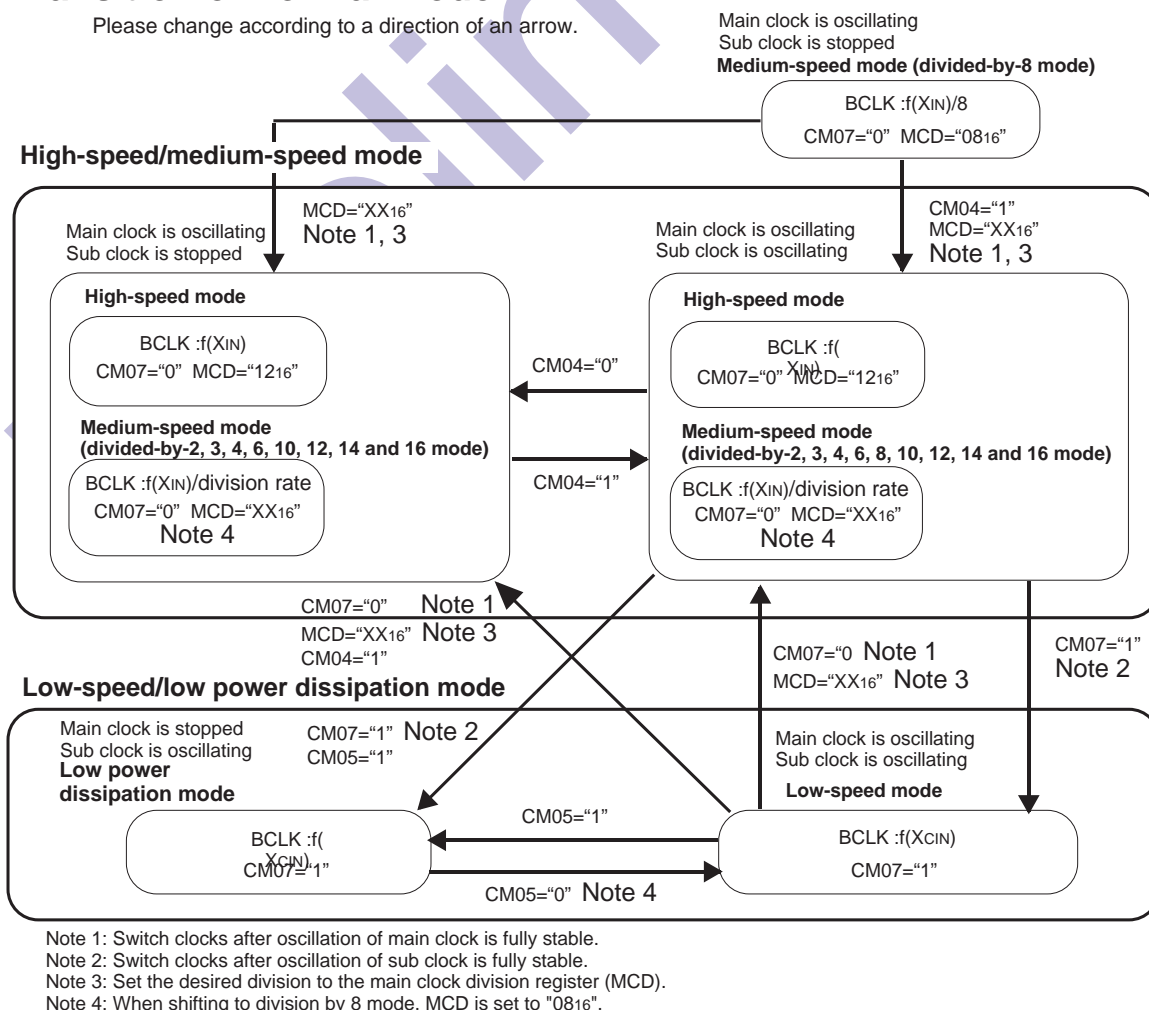 Please change according to a direction of an arrow.
Main clock is oscillating
Sub clock is stopped
Medium-speed mode (divided-by-8 mode)
BCLK :f(XIN)/8
CM07=“0” MCD=“0816”
High-speed/medium-speed mode
MCD=“XX16”
Note 1, 3
Main clock is oscillating
Sub clock is stopped
CM04=“1”
MCD=“XX16”
Note 1, 3
Main clock is oscillating
Sub clock is oscillating
High-speed mode
BCLK :f(XIN)
CM07=“0” MCD=“1216”
Medium-speed mode
(divided-by-2, 3, 4, 6, 10, 12, 14 and 16 mode)
BCLK :f(XIN)/division rate
CM07=“0” MCD=“XX16”
Note 4
CM04=“0”
CM04=“1”
High-speed mode
BCLK :f(
XIN)
CM07=“0” MCD=“1216”
Medium-speed mode
(divided-by-2, 3, 4, 6, 8, 10, 12, 14 and 16 mode)
BCLK :f(XIN)/division rate
CM07=“0” MCD=“XX16”
Note 4
CM07=“0” Note 1
MCD=“XX16” Note 3
CM04=“1”
CM07=“0 Note 1
MCD=“XX16” Note 3
CM07=“1”
Note 2
Low-speed/low power dissipation mode
Main clock is stopped
Sub clock is oscillating
Low power
dissipation mode
CM07=“1” Note 2
CM05=“1”
Main clock is oscillating
Sub clock is oscillating
Low-speed mode
BCLK :f(
XCIN)
CM07=“1”
CM05=“1”
CM05=“0” Note 4
BCLK :f(XCIN)
CM07=“1”
Note 1: Switch clocks after oscillation of main clock is fully stable.
Note 2: Switch clocks after oscillation of sub clock is fully stable.
Note 3: Set the desired division to the main clock division register (MCD).
Note 4: When shifting to division by 8 mode, MCD is set to "0816".